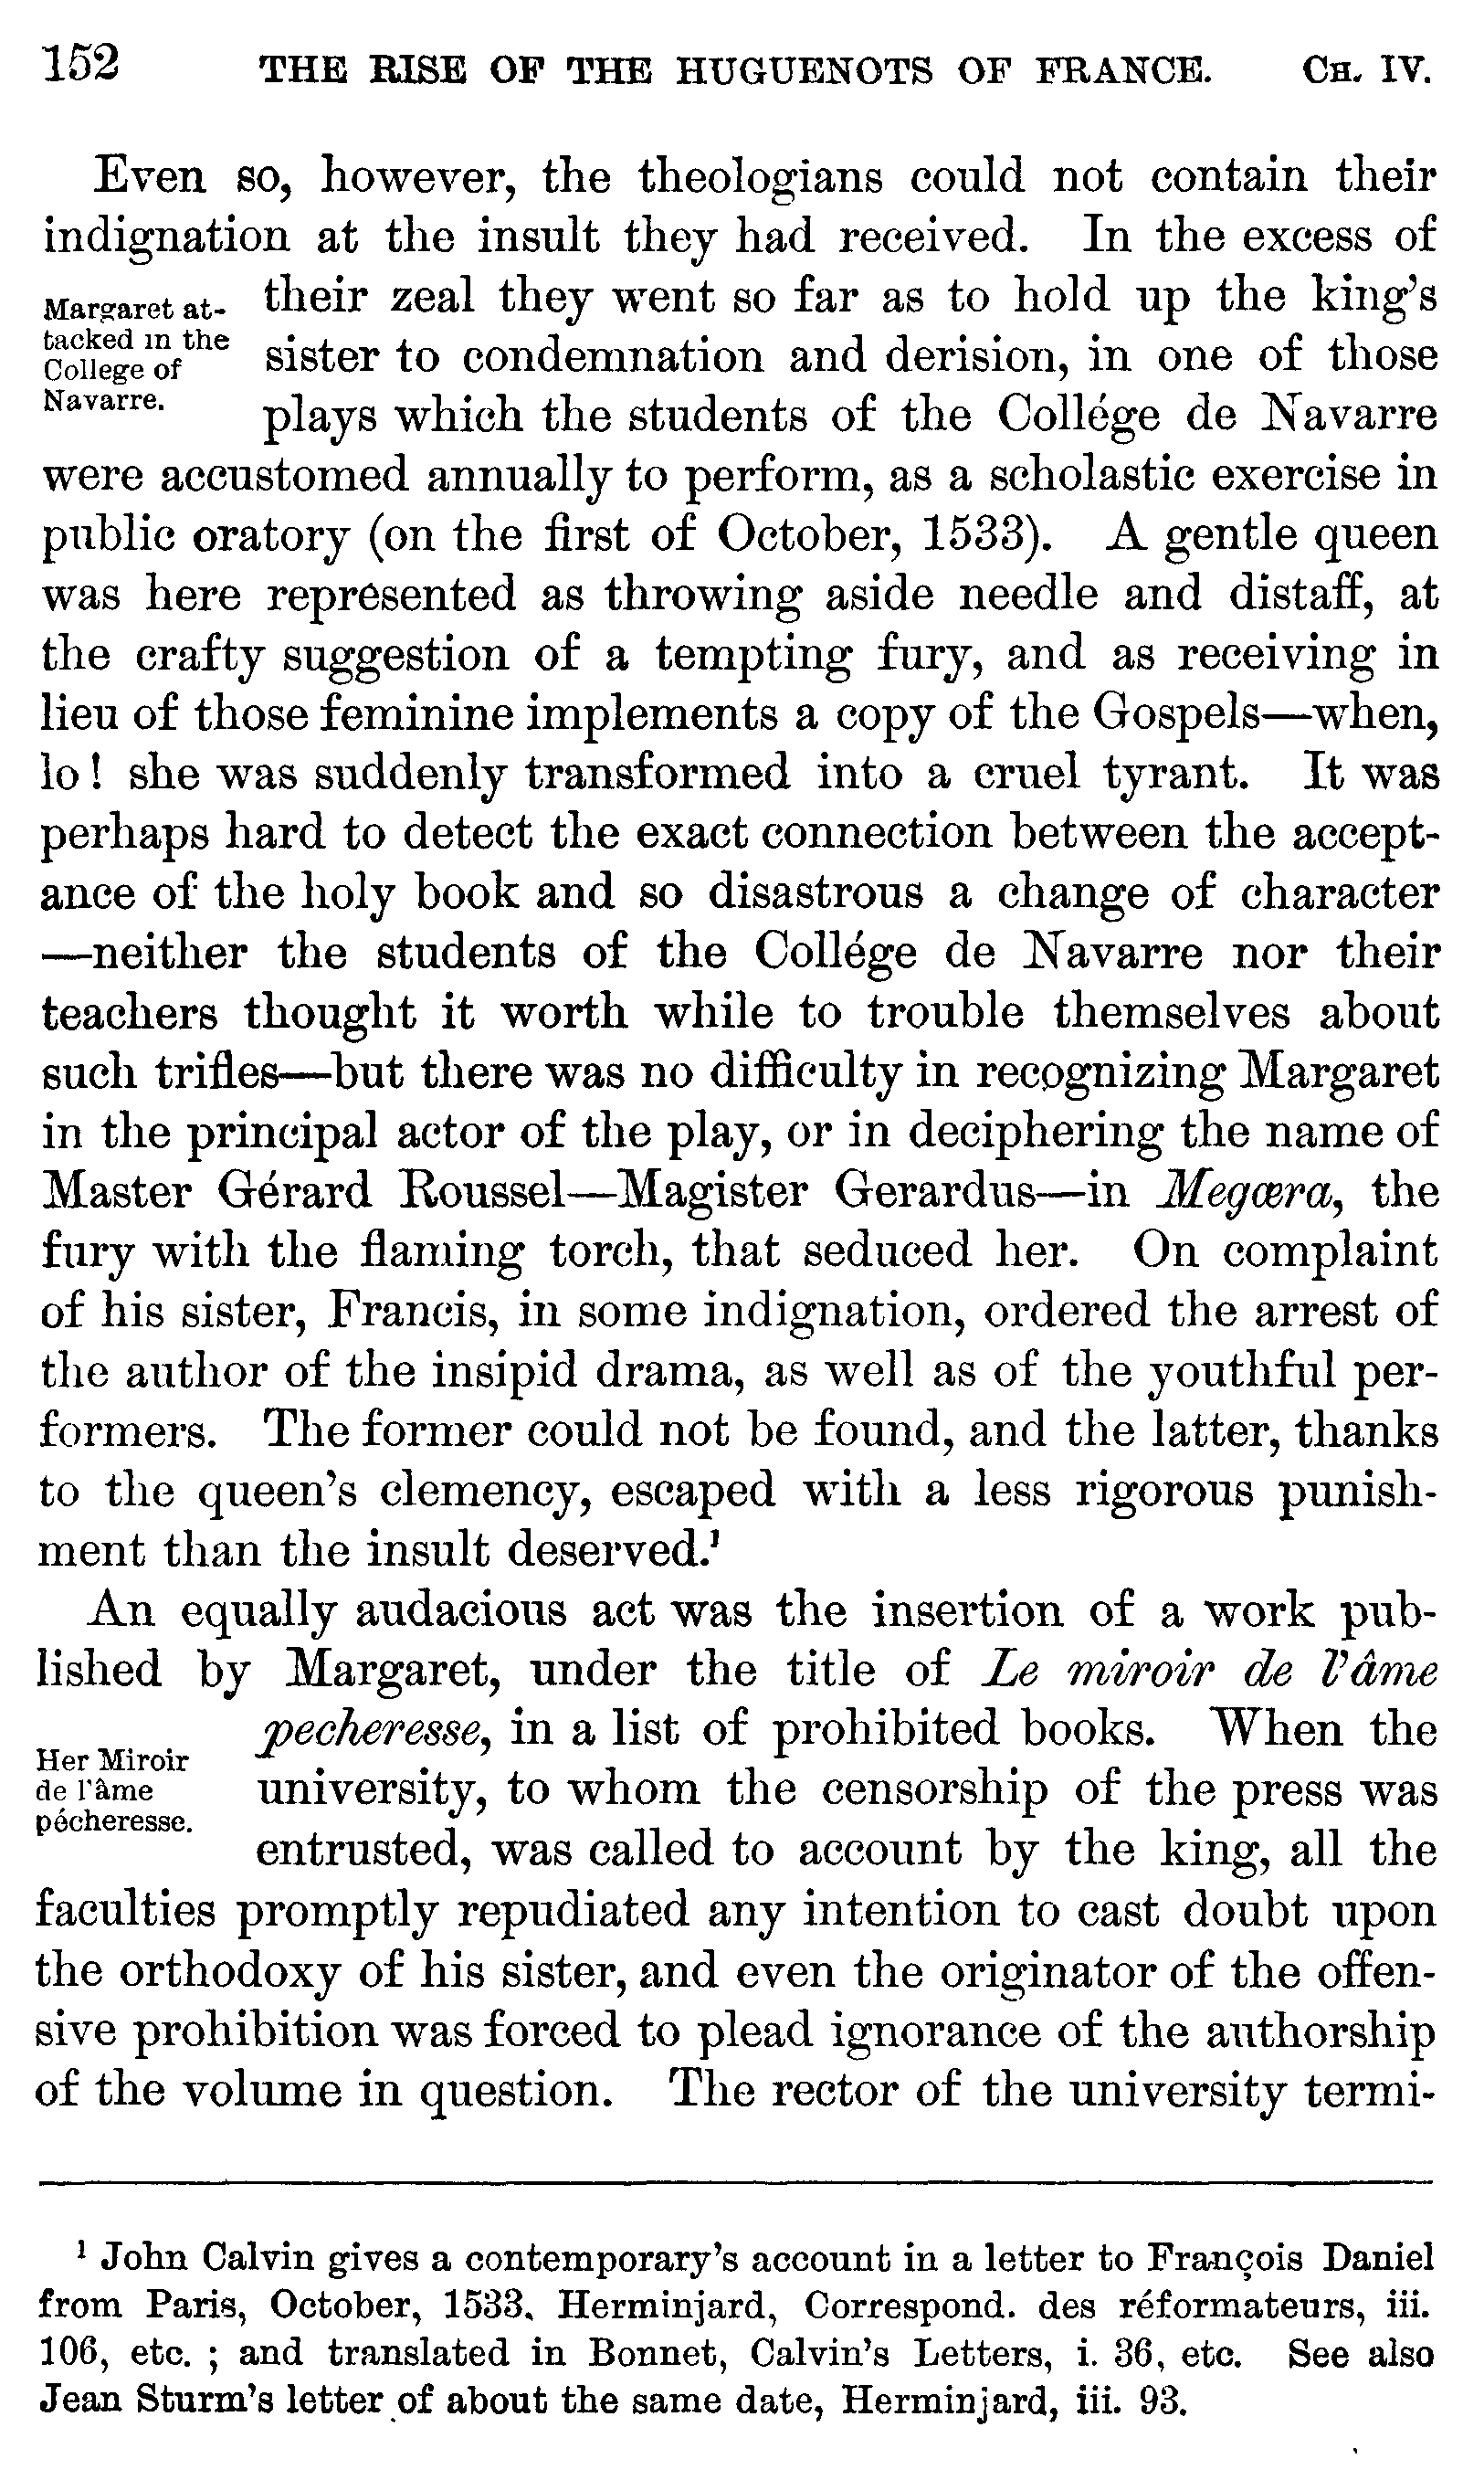 152 THE RISE OF THE HUGUENOTS OF FRANCE. CH. IV.
Even so, however, the theologians could not contain their
indignation at the insult they had received. In the excess of
Margaret at-
tacked in the
College of
Navarre.
their zeal they went so far as to hold up the king's
sister to condemnation and derision, in one of those
plays which the students of the Collége de Navarre
were accustomed annually to perform, as a scholastic exercise in
public oratory (on the first of October, 1533). A gentle queen
was here represented as throwing aside needle and distaff, at
the crafty suggestion of a tempting fury, and as receiving in
lieu of those feminine implements a copy of the Gospels—when,
lo! she was suddenly transformed into a cruel tyrant. It was
perhaps hard to detect the exact connection between the accept-
ance of the holy book and so disastrous a change of character
—neither the students of the Collége de Navarre nor their
teachers thought it worth while to trouble themselves about
such trifles—but there was no difficulty in recognizing Margaret
in the principal actor of the play, or in deciphering the name of
Master Gérard Roussel—Magister Gerardus—in Megæra, the
fury with the flaming torch, that seduced her. On complaint
of his sister, Francis, in some indignation, ordered the arrest of
the author of the insipid drama, as well as of the youthful per-
formers. The former could not be found, and the latter, thanks
to the queen's clemency, escaped with a less rigorous punish-
ment than the insult deserved.¹
An equally audacious act was the insertion of a work pub-
lished by Margaret, under the title of Le miroir de l'âme
Her Miroir
de l'âme
pécheresse.
pecheresse, in a list of prohibited books. When the
university, to whom the censorship of the press was
entrusted, was called to account by the king, all the
faculties promptly repudiated any intention to cast doubt upon
the orthodoxy of his sister, and even the originator of the offen-
sive prohibition was forced to plead ignorance of the authorship
of the volume in question. The rector of the university termi-
¹ John Calvin gives a contemporary's account in a letter to François Daniel
from Paris, October, 1533. Herminjard, Correspond. des réformateurs, iii.
106, etc. ; and translated in Bonnet, Calvin's Letters, i. 36, etc. See also
Jean Sturm's letter of about the same date, Herminjard, iii. 93.